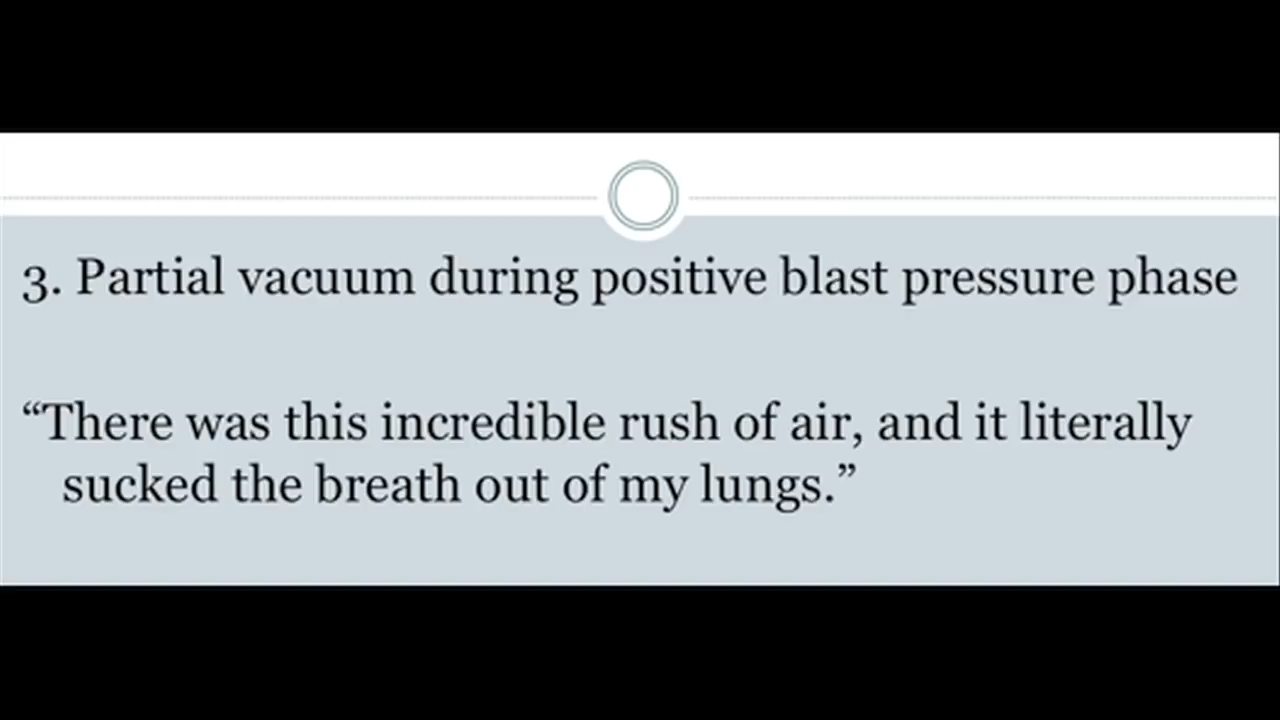 3. Partial vacuum during positive blast pressure phase
“There was this incredible rush of air, and it literally
sucked the breath out of my lungs.”